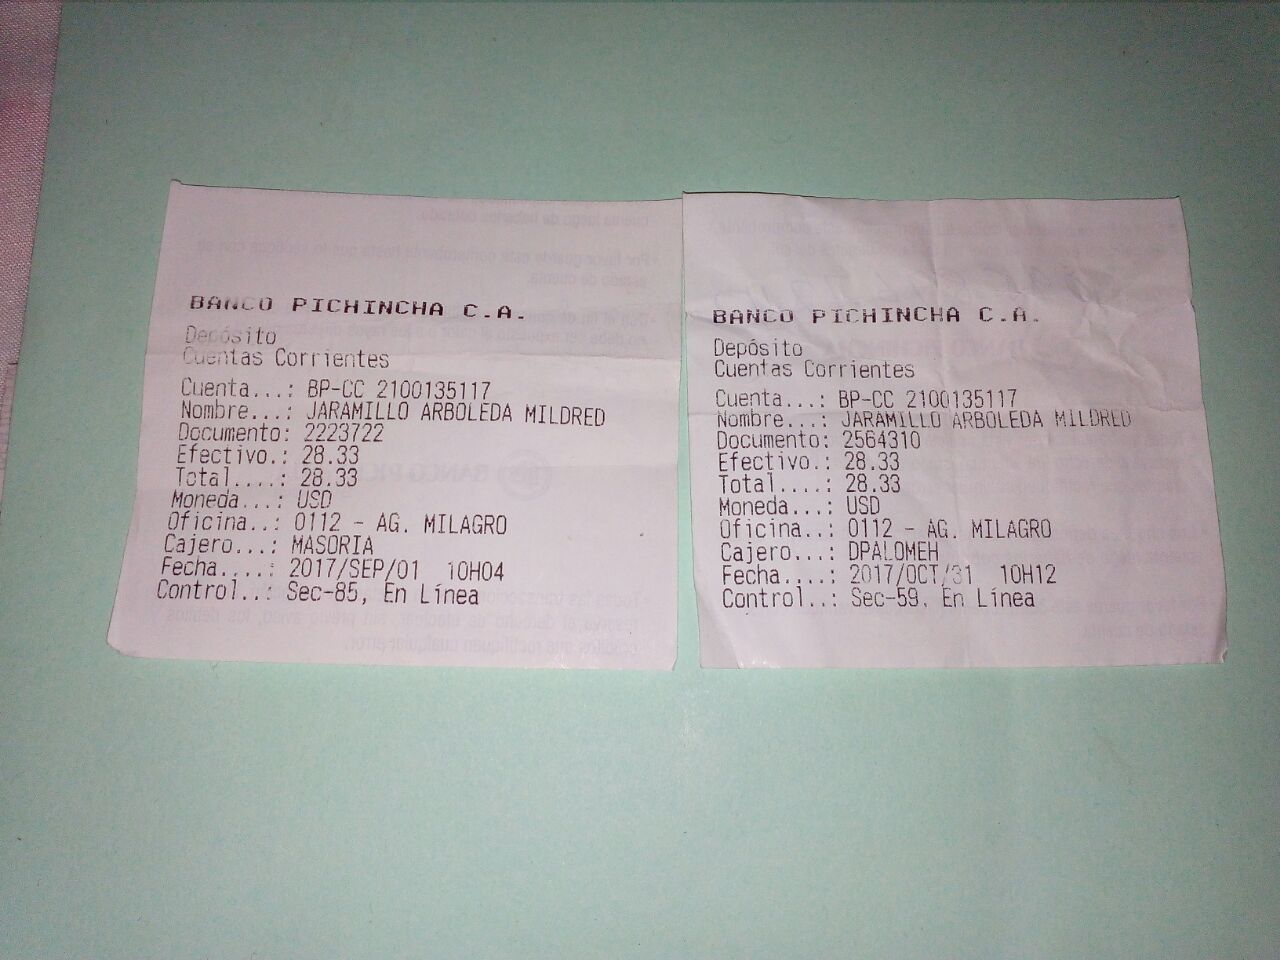 BANCO PICHINCHA C.A.
Depósito
Cuentas Corrientes
Cuenta...: BP-CC 2100135117
Nombre...: JARAMILLO ARBOLEDA MILDRED
Documento: 2223722
Efectivo.: 28.33
Total....: 28.33
Moneda...: USD
Oficina..: 0112 - AG. MILAGRO
Cajero...: MASORIA
Fecha....: 2017/SEP/01 10H04
Control..: Sec-85, En Línea
BANCO PICHINCHA C.A.
Depósito
Cuentas Corrientes
Cuenta...: BP-CC 2100135117
Nombre...: JARAMILLO ARBOLEDA MILDRED
Documento: 2564310
Efectivo.: 28.33
Total....: 28.33
Moneda...: USD
Oficina..: 0112 - AG. MILAGRO
Cajero...: DPALOMEH
Fecha....: 2017/OCT/31 10H12
Control..: Sec-59, En Línea